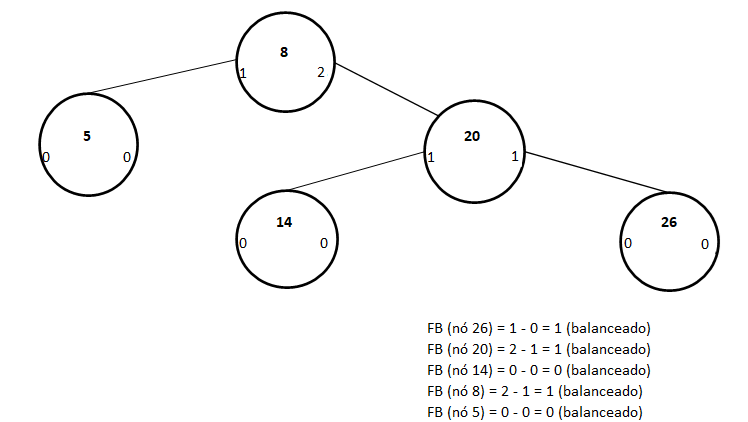 8
1 2
5
0 0
20
1 1
14
0 0
26
0 0
FB (nó 26) = 1 - 0 = 1 (balanceado)
FB (nó 20) = 2 - 1 = 1 (balanceado)
FB (nó 14) = 0 - 0 = 0 (balanceado)
FB (nó 8) = 2 - 1 = 1 (balanceado)
FB (nó 5) = 0 - 0 = 0 (balanceado)